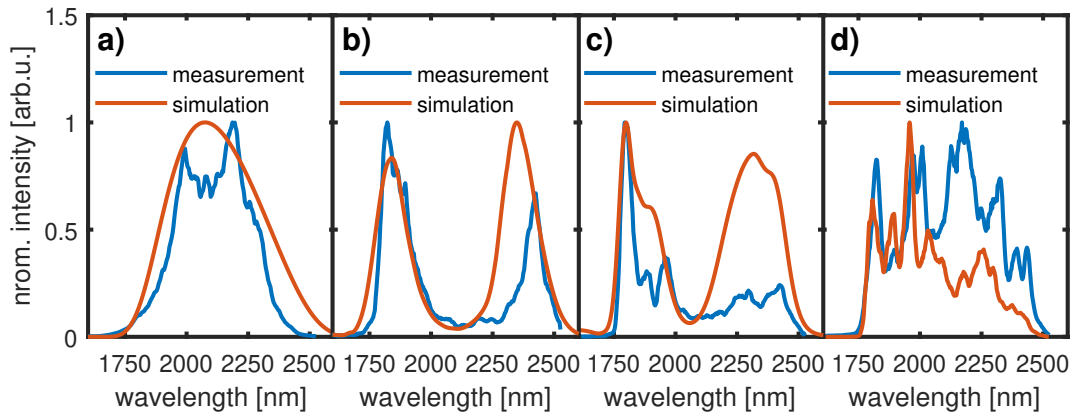 1.5
a)
b)
c)
d)
measurement
measurement
measurement
measurement
simulation
simulation
simulation
simulation
nrom. intensity [arb.u.]
1
0.5
0
1750 2000 2250 2500
1750 2000 2250 2500
1750 2000 2250 2500
1750 2000 2250 2500
wavelength [nm]
wavelength [nm]
wavelength [nm]
wavelength [nm]